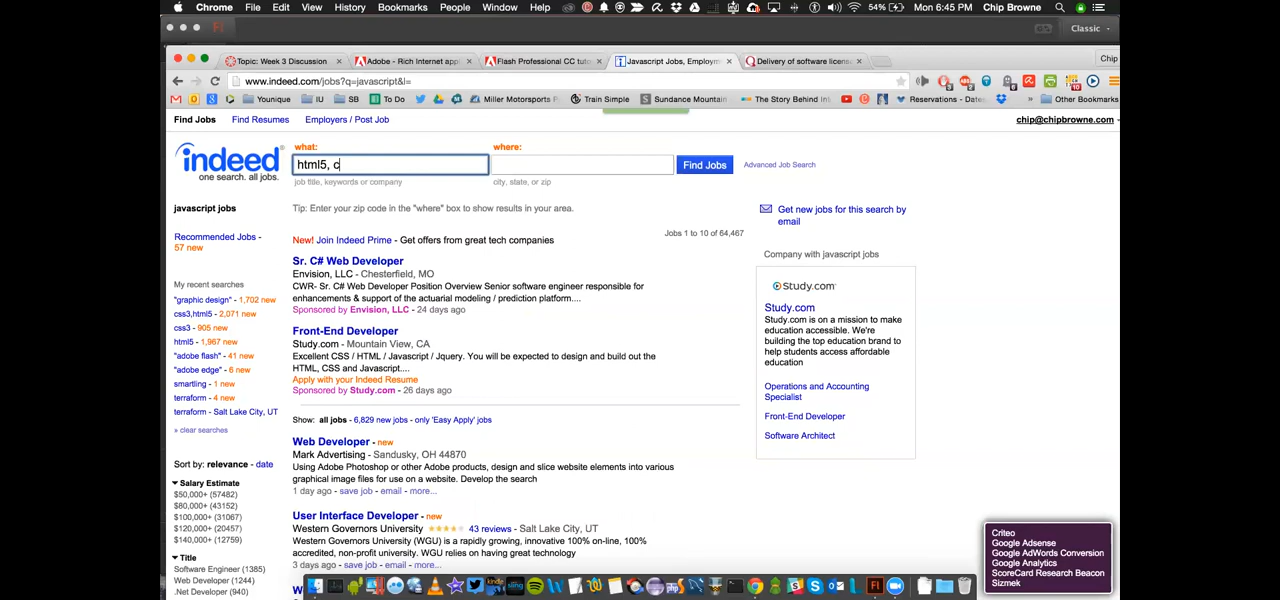 Chrome File Edit View History Bookmarks People Window Help 54% Mon 6:45 PM Chip Browne
Classic
Topic: Week 3 Discussion × Adobe - Rich Internet appl × Flash Professional CC tuto × Javascript Jobs, Employm × Delivery of software licens × Chip
www.indeed.com/jobs?q=javascript&l=
Younique IU SB To Do Miller Motorsports P Train Simple Sundance Mountain The Story Behind In Reservations - Dates Other Bookmarks
Find Jobs Find Resumes Employers / Post Job chip@chipbrowne.com
what: where:
indeed html5, c Find Jobs Advanced Job Search
one search. all jobs. job title, keywords or company city, state, or zip
javascript jobs
Recommended Jobs -
57 new
My recent searches
"graphic design" - 1,702 new
css3,html5 - 2,071 new
css3 - 905 new
html5 - 1,967 new
"adobe flash" - 41 new
"adobe edge" - 6 new
smartling - 1 new
terraform - 4 new
terraform - Salt Lake City, UT
» clear searches
Sort by: relevance - date
Salary Estimate
$50,000+ (57482)
$80,000+ (43152)
$100,000+ (31067)
$120,000+ (20457)
$140,000+ (12759)
Title
Software Engineer (1385)
Web Developer (1244)
.Net Developer (940)
Tip: Enter your zip code in the "where" box to show results in your area.
Jobs 1 to 10 of 64,467
New! Join Indeed Prime - Get offers from great tech companies
Sr. C# Web Developer
Envision, LLC - Chesterfield, MO
CWR- Sr. C# Web Developer Position Overview Senior software engineer responsible for
enhancements & support of the actuarial modeling / prediction platform....
Sponsored by Envision, LLC - 24 days ago
Front-End Developer
Study.com - Mountain View, CA
Excellent CSS / HTML / Javascript / Jquery. You will be expected to design and build out the
HTML, CSS and Javascript....
Apply with your Indeed Resume
Sponsored by Study.com - 26 days ago
Show: all jobs - 6,829 new jobs - only 'Easy Apply' jobs
Web Developer - new
Mark Advertising - Sandusky, OH 44870
Using Adobe Photoshop or other Adobe products, design and slice website elements into various
graphical image files for use on a website. Develop the search
1 day ago - save job - email - more...
User Interface Developer - new
Western Governors University 43 reviews - Salt Lake City, UT
Western Governors University (WGU) is a rapidly growing, innovative 100% on-line, 100%
accredited, non-profit university. WGU relies on having great technology
3 days ago - save job - email - more...
Get new jobs for this search by
email
Company with javascript jobs
Study.com
Study.com
Study.com is on a mission to make
education accessible. We're
building the top education brand to
help students access affordable
education
Operations and Accounting
Specialist
Front-End Developer
Software Architect
Criteo
Google Adsense
Google AdWords Conversion
Google Analytics
ScoreCard Research Beacon
Sizmek